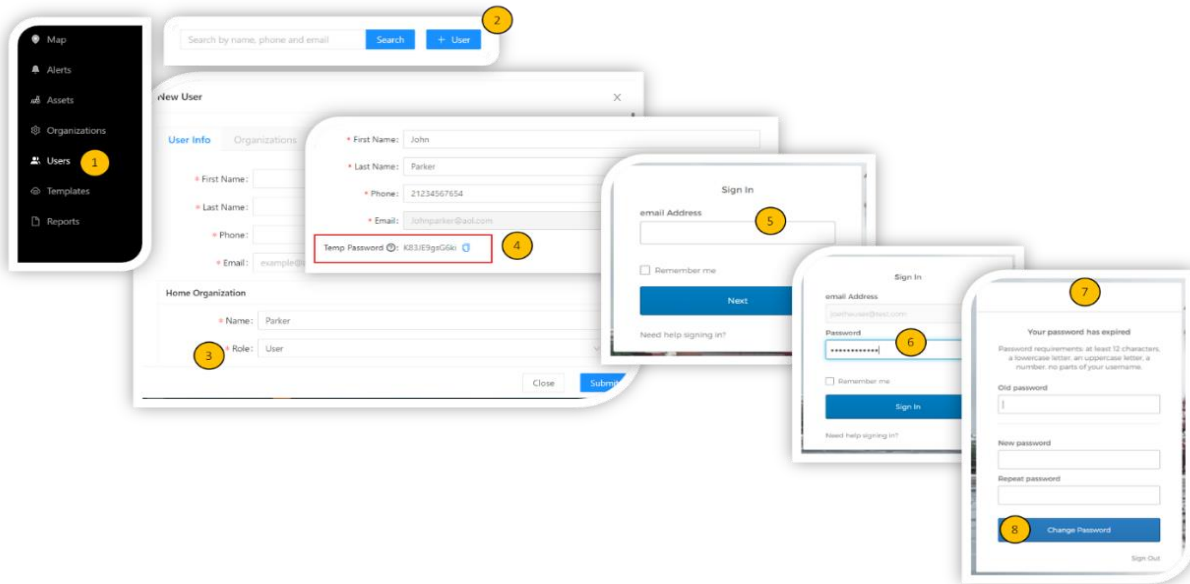 Map
Alerts
Assets
Organizations
Users
1
Templates
Reports
Search by name, phone and email
Search
+ User
2
New User
User Info
Organizations
* First Name:
* Last Name:
* Phone:
* Email:
Home Organization
* Name: Parker
* Role: User
3
Close
Submit
* First Name: John
* Last Name: Parker
* Phone: 21234567654
* Email: Johnparker@aol.com
Temp Password ?:
4
Sign In
email Address
5
Remember me
Next
Need help signing in?
Sign In
email Address
Password
6
Remember me
Sign In
Need help signing in?
7
Your password has expired
Password requirements: at least 12 characters,
a lowercase letter, an uppercase letter, a
number, no parts of your username.
Old password
New password
Repeat password
8
Change Password
Sign Out